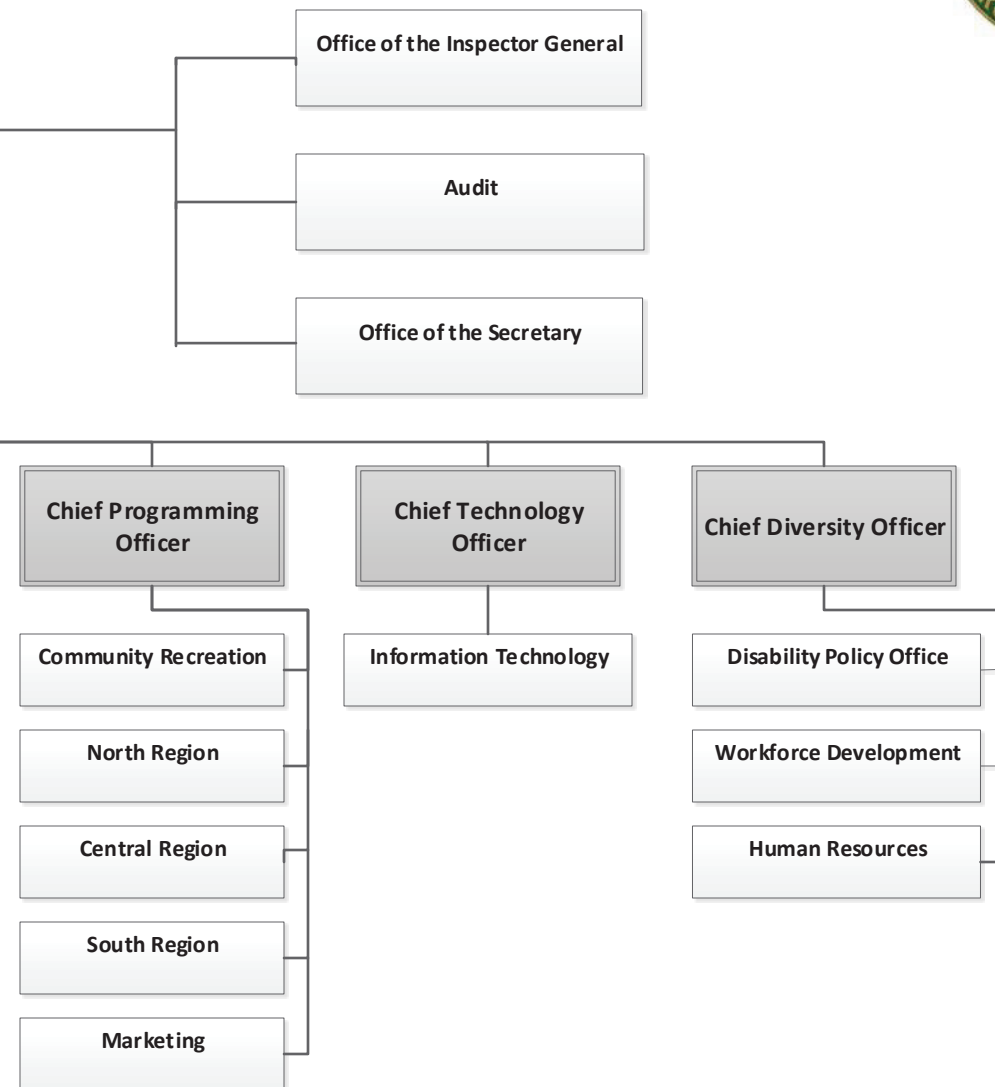 Office of the Inspector General
Audit
Office of the Secretary
Chief Programming
Officer
Chief Technology
Officer
Chief Diversity Officer
Community Recreation
Information Technology
Disability Policy Office
North Region
Workforce Development
Central Region
Human Resources
South Region
Marketing